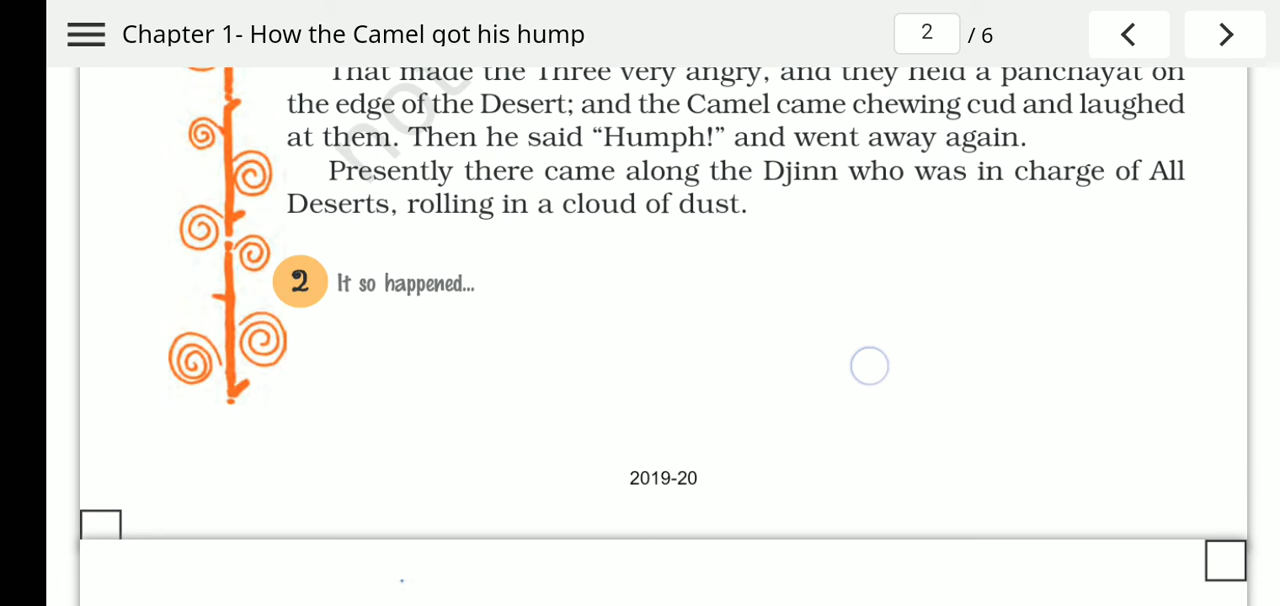 Chapter 1- How the Camel got his hump
2 / 6
That made the Three very angry, and they held a panchayat on
the edge of the Desert; and the Camel came chewing cud and laughed
at them. Then he said “Humph!” and went away again.
Presently there came along the Djinn who was in charge of All
Deserts, rolling in a cloud of dust.
2 It so happened...
2019-20
not